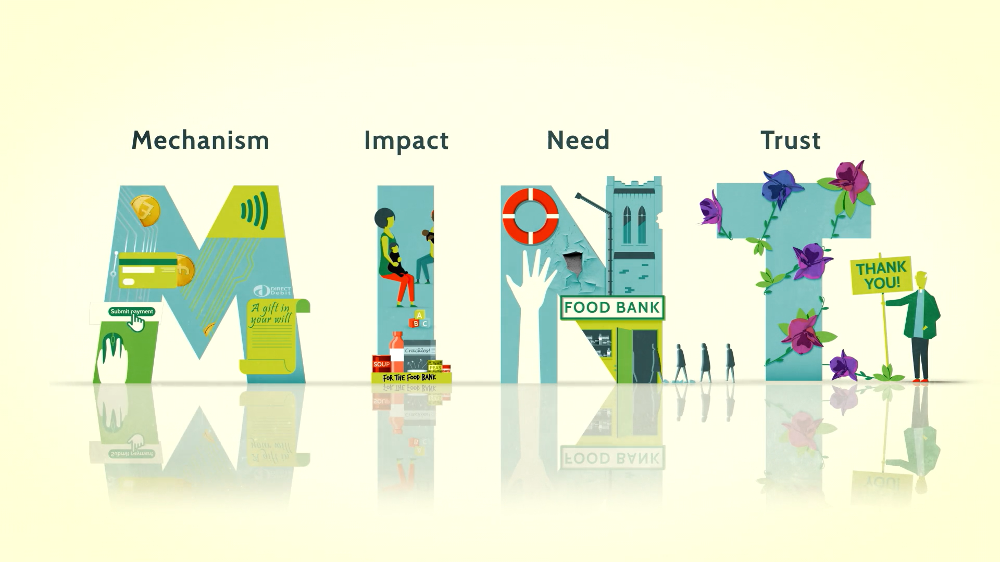 Mechanism
Impact
Need
Trust
DIRECT
Debit
Submit payment
A gift in
your will
A
B C
Crackles!
SOUP
PEAS
FOR THE FOOD BANK
FOOD BANK
THANK
YOU!